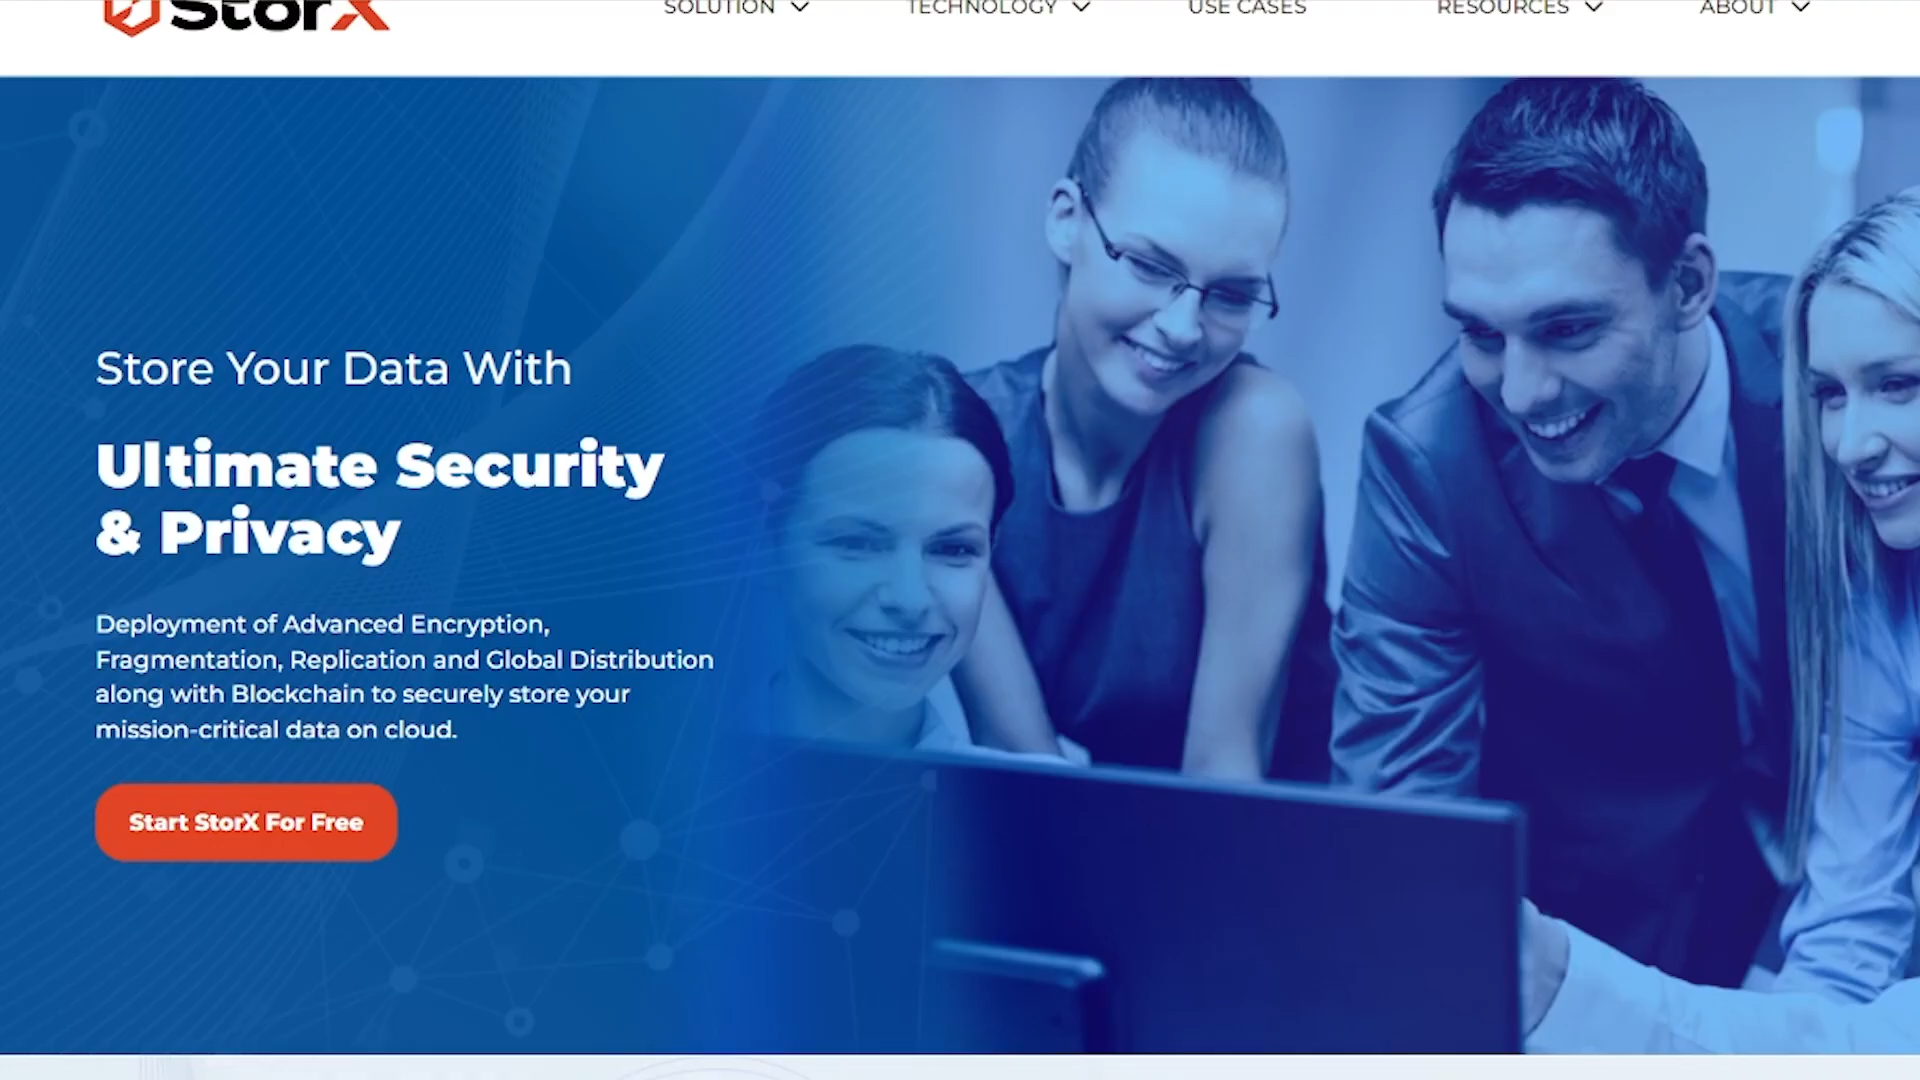 StorX
SOLUTION
TECHNOLOGY
USE CASES
RESOURCES
ABOUT
Store Your Data With
Ultimate Security
& Privacy
Deployment of Advanced Encryption,
Fragmentation, Replication and Global Distribution
along with Blockchain to securely store your
mission-critical data on cloud.
Start StorX For Free